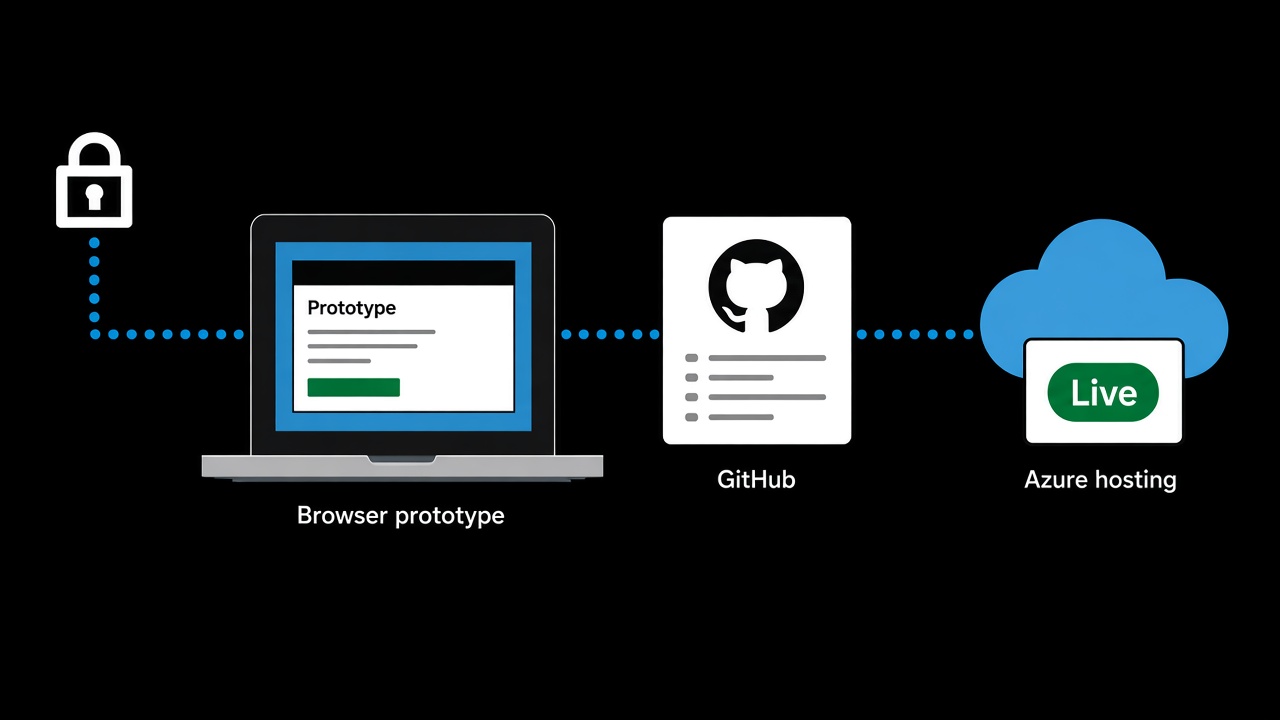 Prototype
Live
GitHub
Azure hosting
Browser prototype